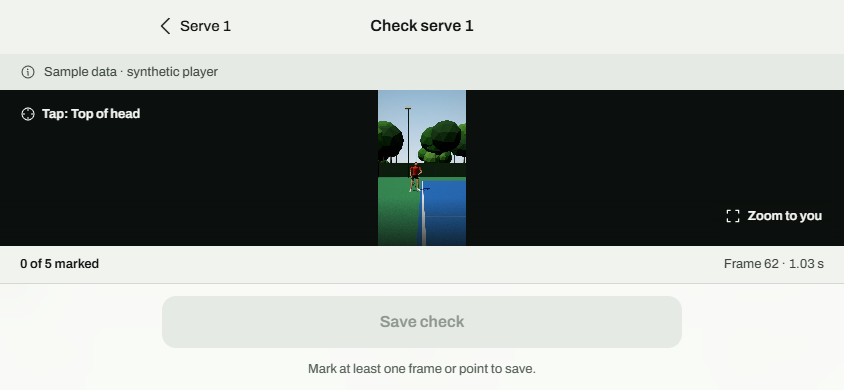 Serve 1
Check serve 1
Sample data · synthetic player
Tap: Top of head
Zoom to you
0 of 5 marked
Frame 62 · 1.03 s
Save check
Mark at least one frame or point to save.